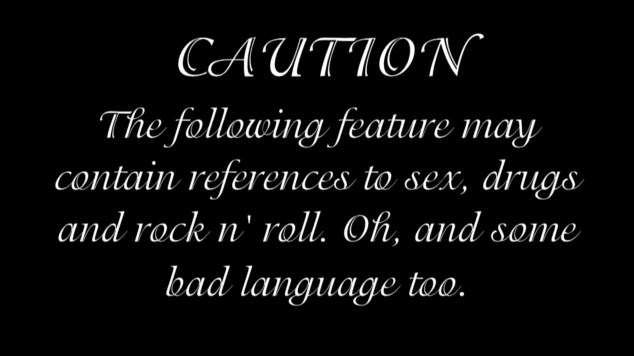 CAUTION
The following feature may
contain references to sex, drugs
and rock n' roll. Oh, and some
bad language too.